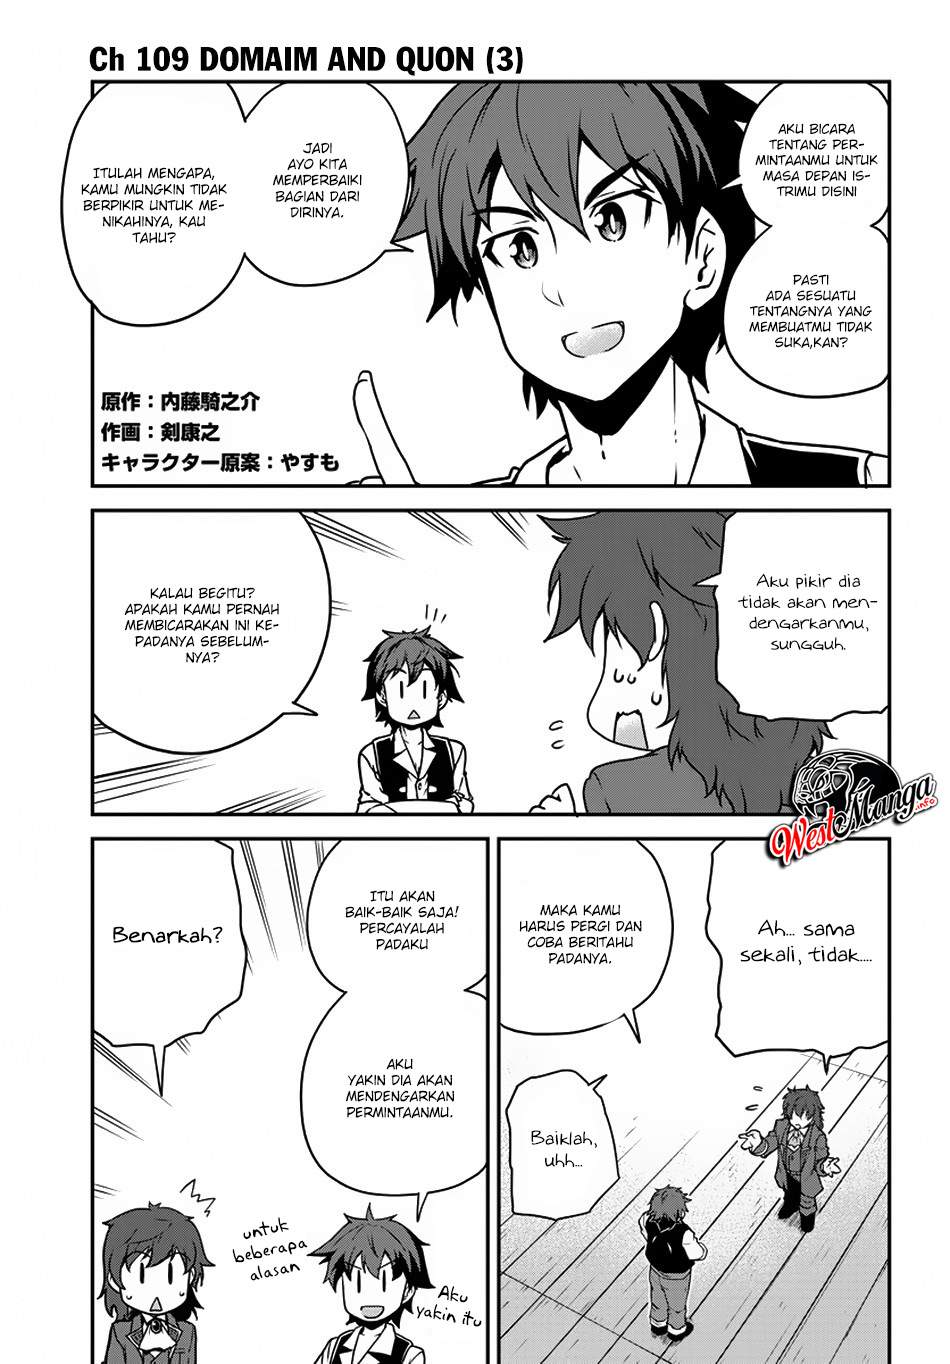 Ch 109 DOMAIM AND QUON (3)
AKU BICARA
TENTANG PER-
MINTAANMU UNTUK
MASA DEPAN IS-
TRIMU DISINI
PASTI
ADA SESUATU
TENTANGNYA YANG
MEMBUATMU TIDAK
SUKA,KAN?
JADI
AYO KITA
MEMPERBAIKI
BAGIAN DARI
DIRINYA.
ITULAH MENGAPA,
KAMU MUNGKIN TIDAK
BERPIKIR UNTUK ME-
NIKAHINYA, KAU
TAHU?
原作：内藤騎之介
作画：剣康之
キャラクター原案：やすも
Aku pikir dia
tidak akan men-
dengarkanmu,
sungguh.
KALAU BEGITU?
APAKAH KAMU PERNAH
MEMBICARAKAN INI KE-
PADANYA SEBELUM-
NYA?
WestManga
.info
Ah... sama
sekali, tidak....
MAKA KAMU
HARUS PERGI DAN
COBA BERITAHU
PADANYA.
Baiklah,
uhh...
ITU AKAN
BAIK-BAIK SAJA!
PERCAYALAH
PADAKU
AKU
YAKIN DIA AKAN
MENDENGARKAN
PERMINTAANMU.
Benarkah?
Aku
yakin itu
untuk
beberapa
alasan